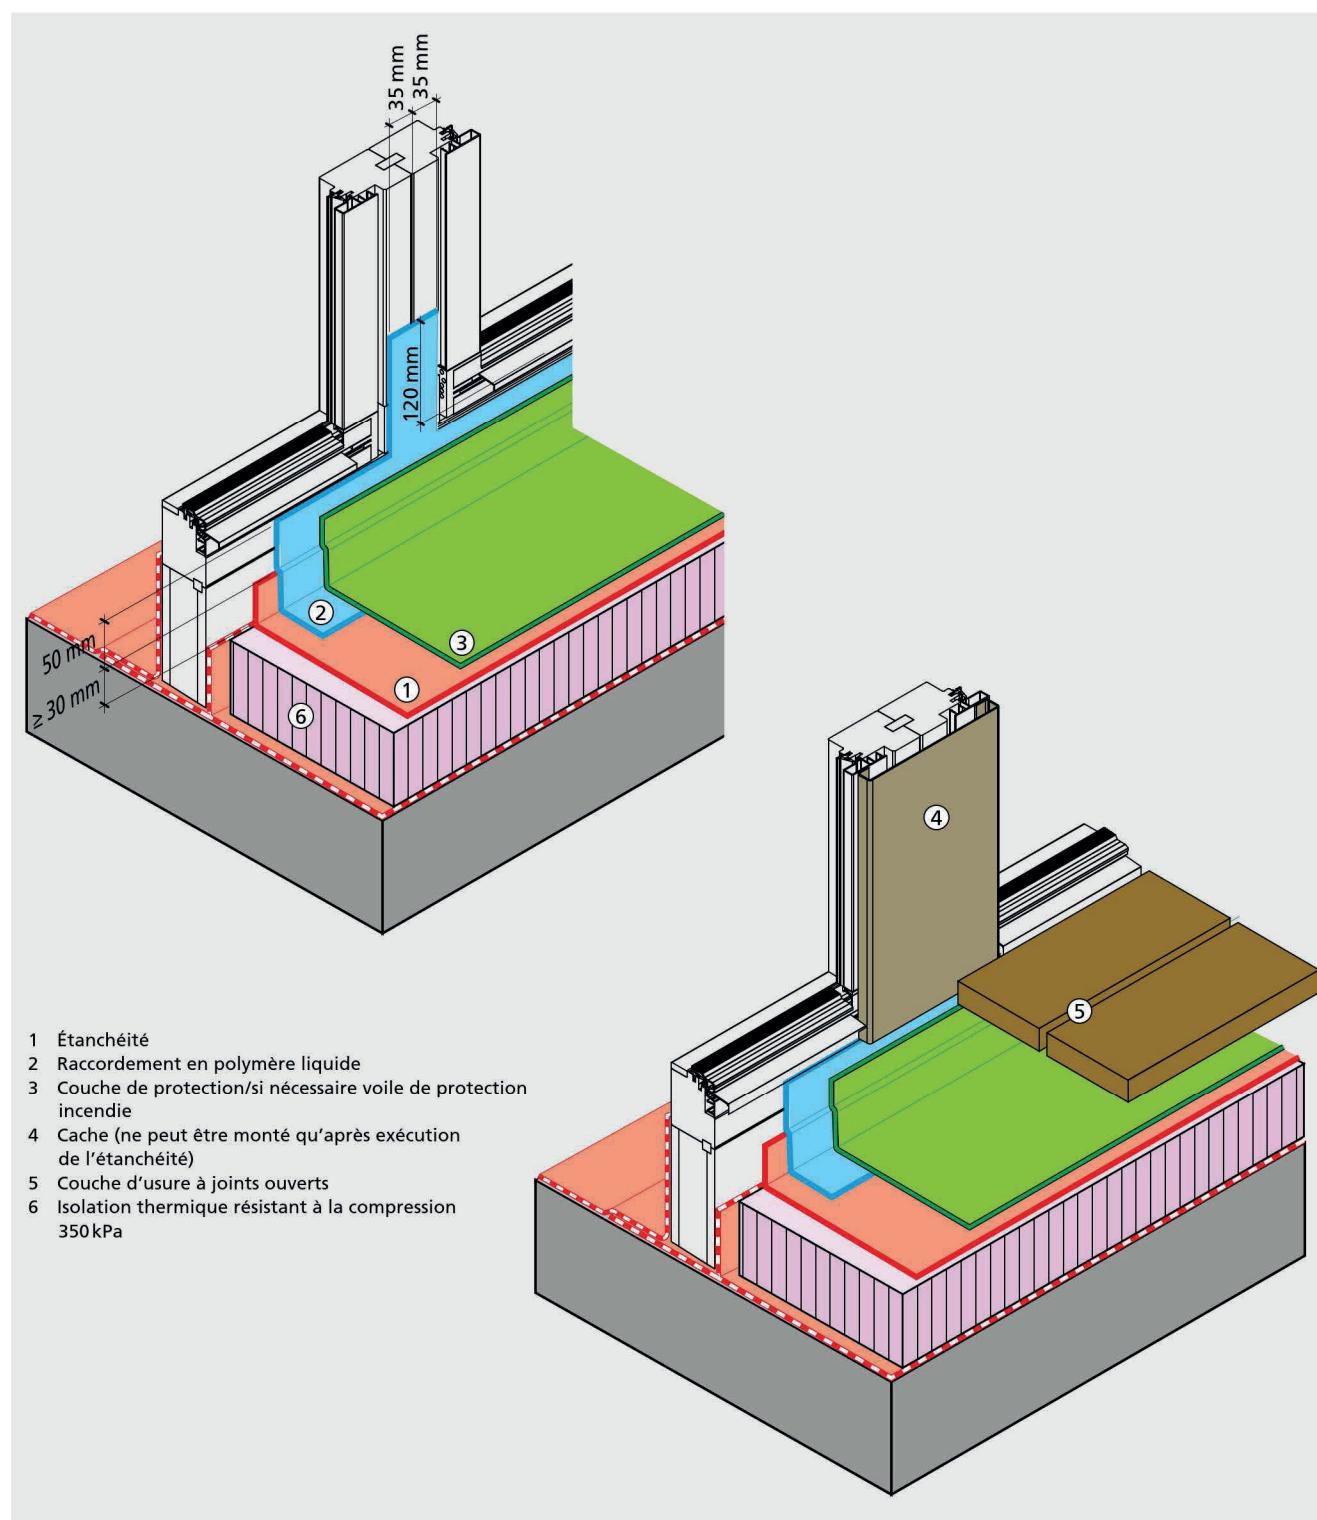 35 mm
35 mm
120 mm
50 mm
≥ 30 mm
2
3
1
6
4
5
1 Étanchéité
2 Raccordement en polymère liquide
3 Couche de protection/si nécessaire voile de protection
incendie
4 Cache (ne peut être monté qu’après exécution
de l’étanchéité)
5 Couche d’usure à joints ouverts
6 Isolation thermique résistant à la compression
350 kPa